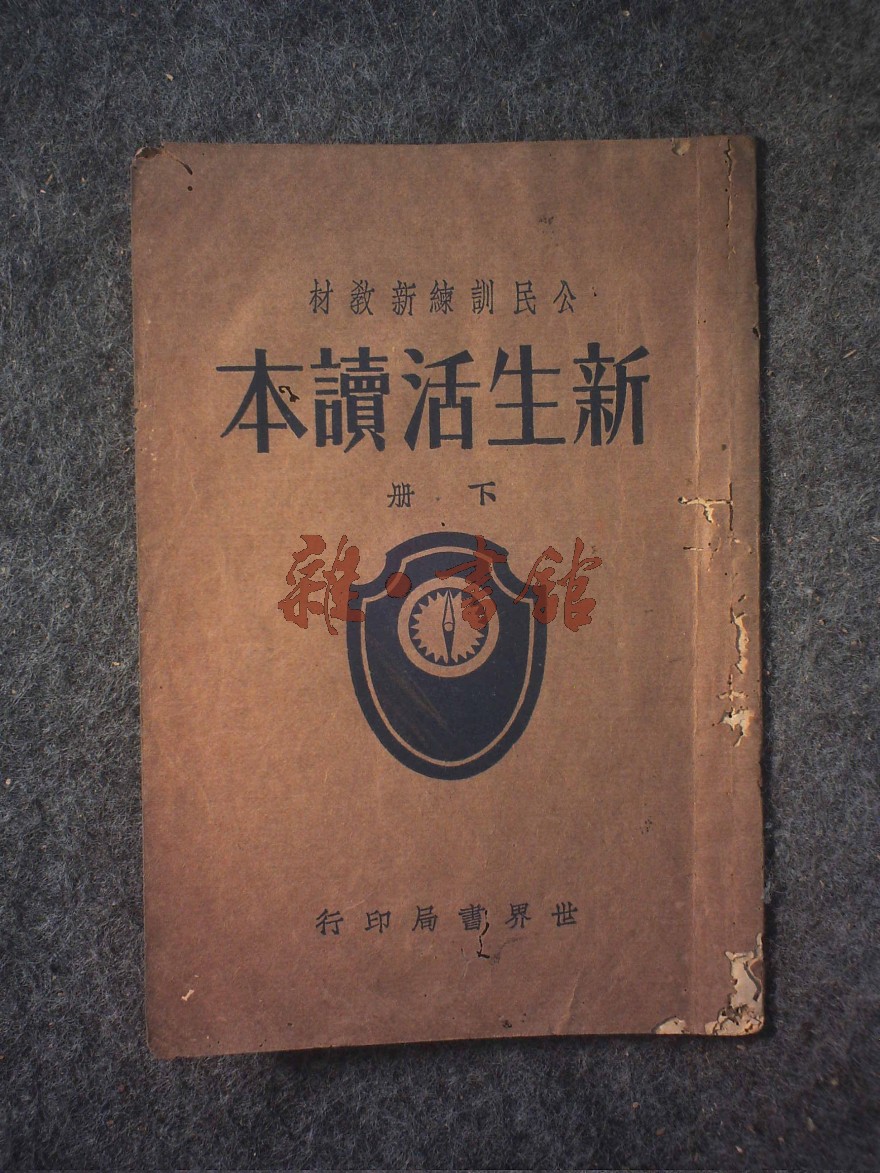 公民訓練新教材
新生活讀本
下册
雜·書館
世界書局印行